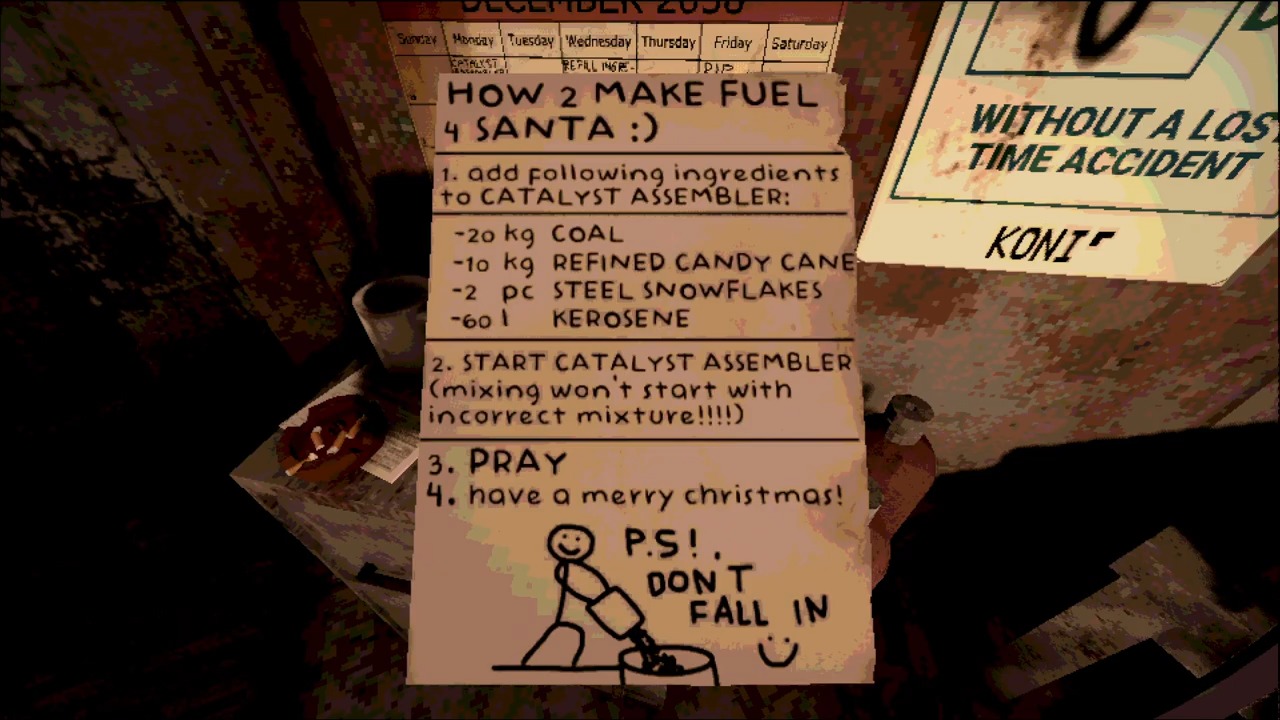 DECEMBER 2056
Sunday Monday Tuesday Wednesday Thursday Friday Saturday
CATALYST REFILL INGRE-
HOW 2 MAKE FUEL
4 SANTA :)
1. add following ingredients
to CATALYST ASSEMBLER:
-20 kg COAL
-10 kg REFINED CANDY CANE
-2 pc STEEL SNOWFLAKES
-60 l KEROSENE
2. START CATALYST ASSEMBLER
(mixing won't start with
incorrect mixture!!!!)
3. PRAY
4. have a merry christmas!
P.S!.
DON'T
FALL IN
WITHOUT A LOS
TIME ACCIDENT